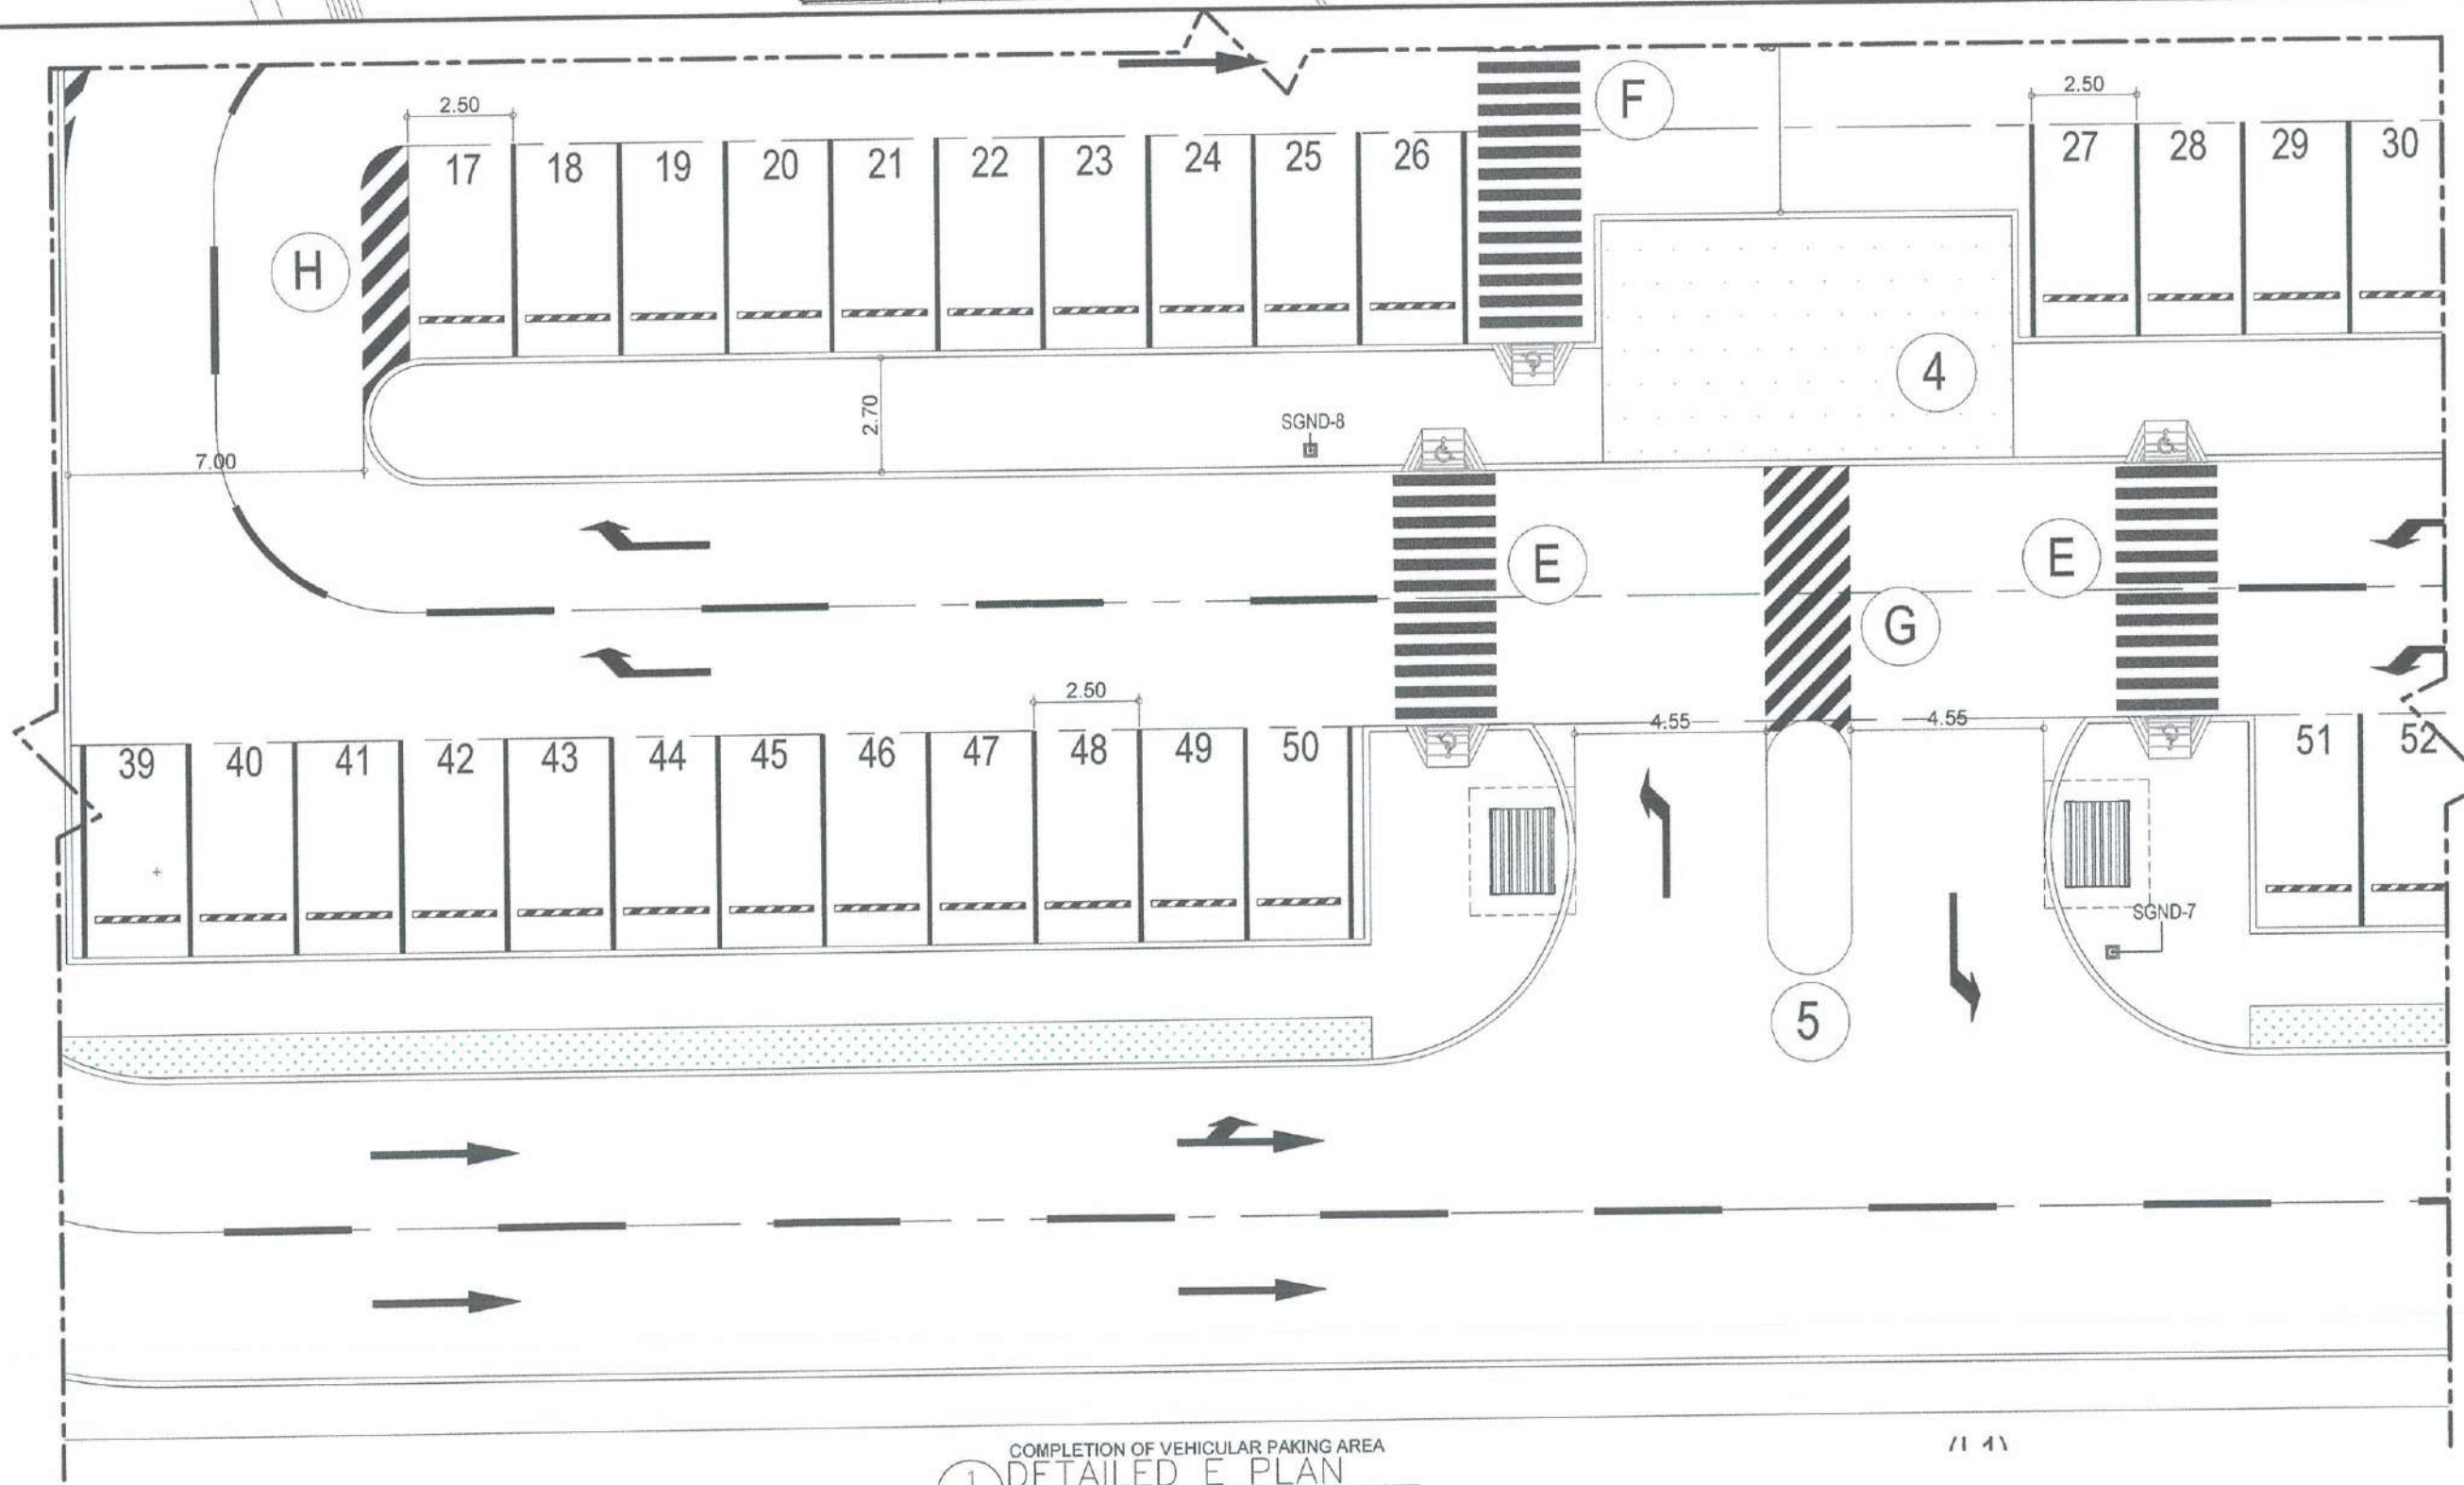 F
2.50
2.50
17 18 19 20 21 22 23 24 25 26
27 28 29 30
H
4
2.70
SGND-8
7.00
E
E
G
2.50
4.55
4.55
39 40 41 42 43 44 45 46 47 48 49 50
51 52
SGND-7
5
COMPLETION OF VEHICULAR PAKING AREA
1 DETAILED E PLAN